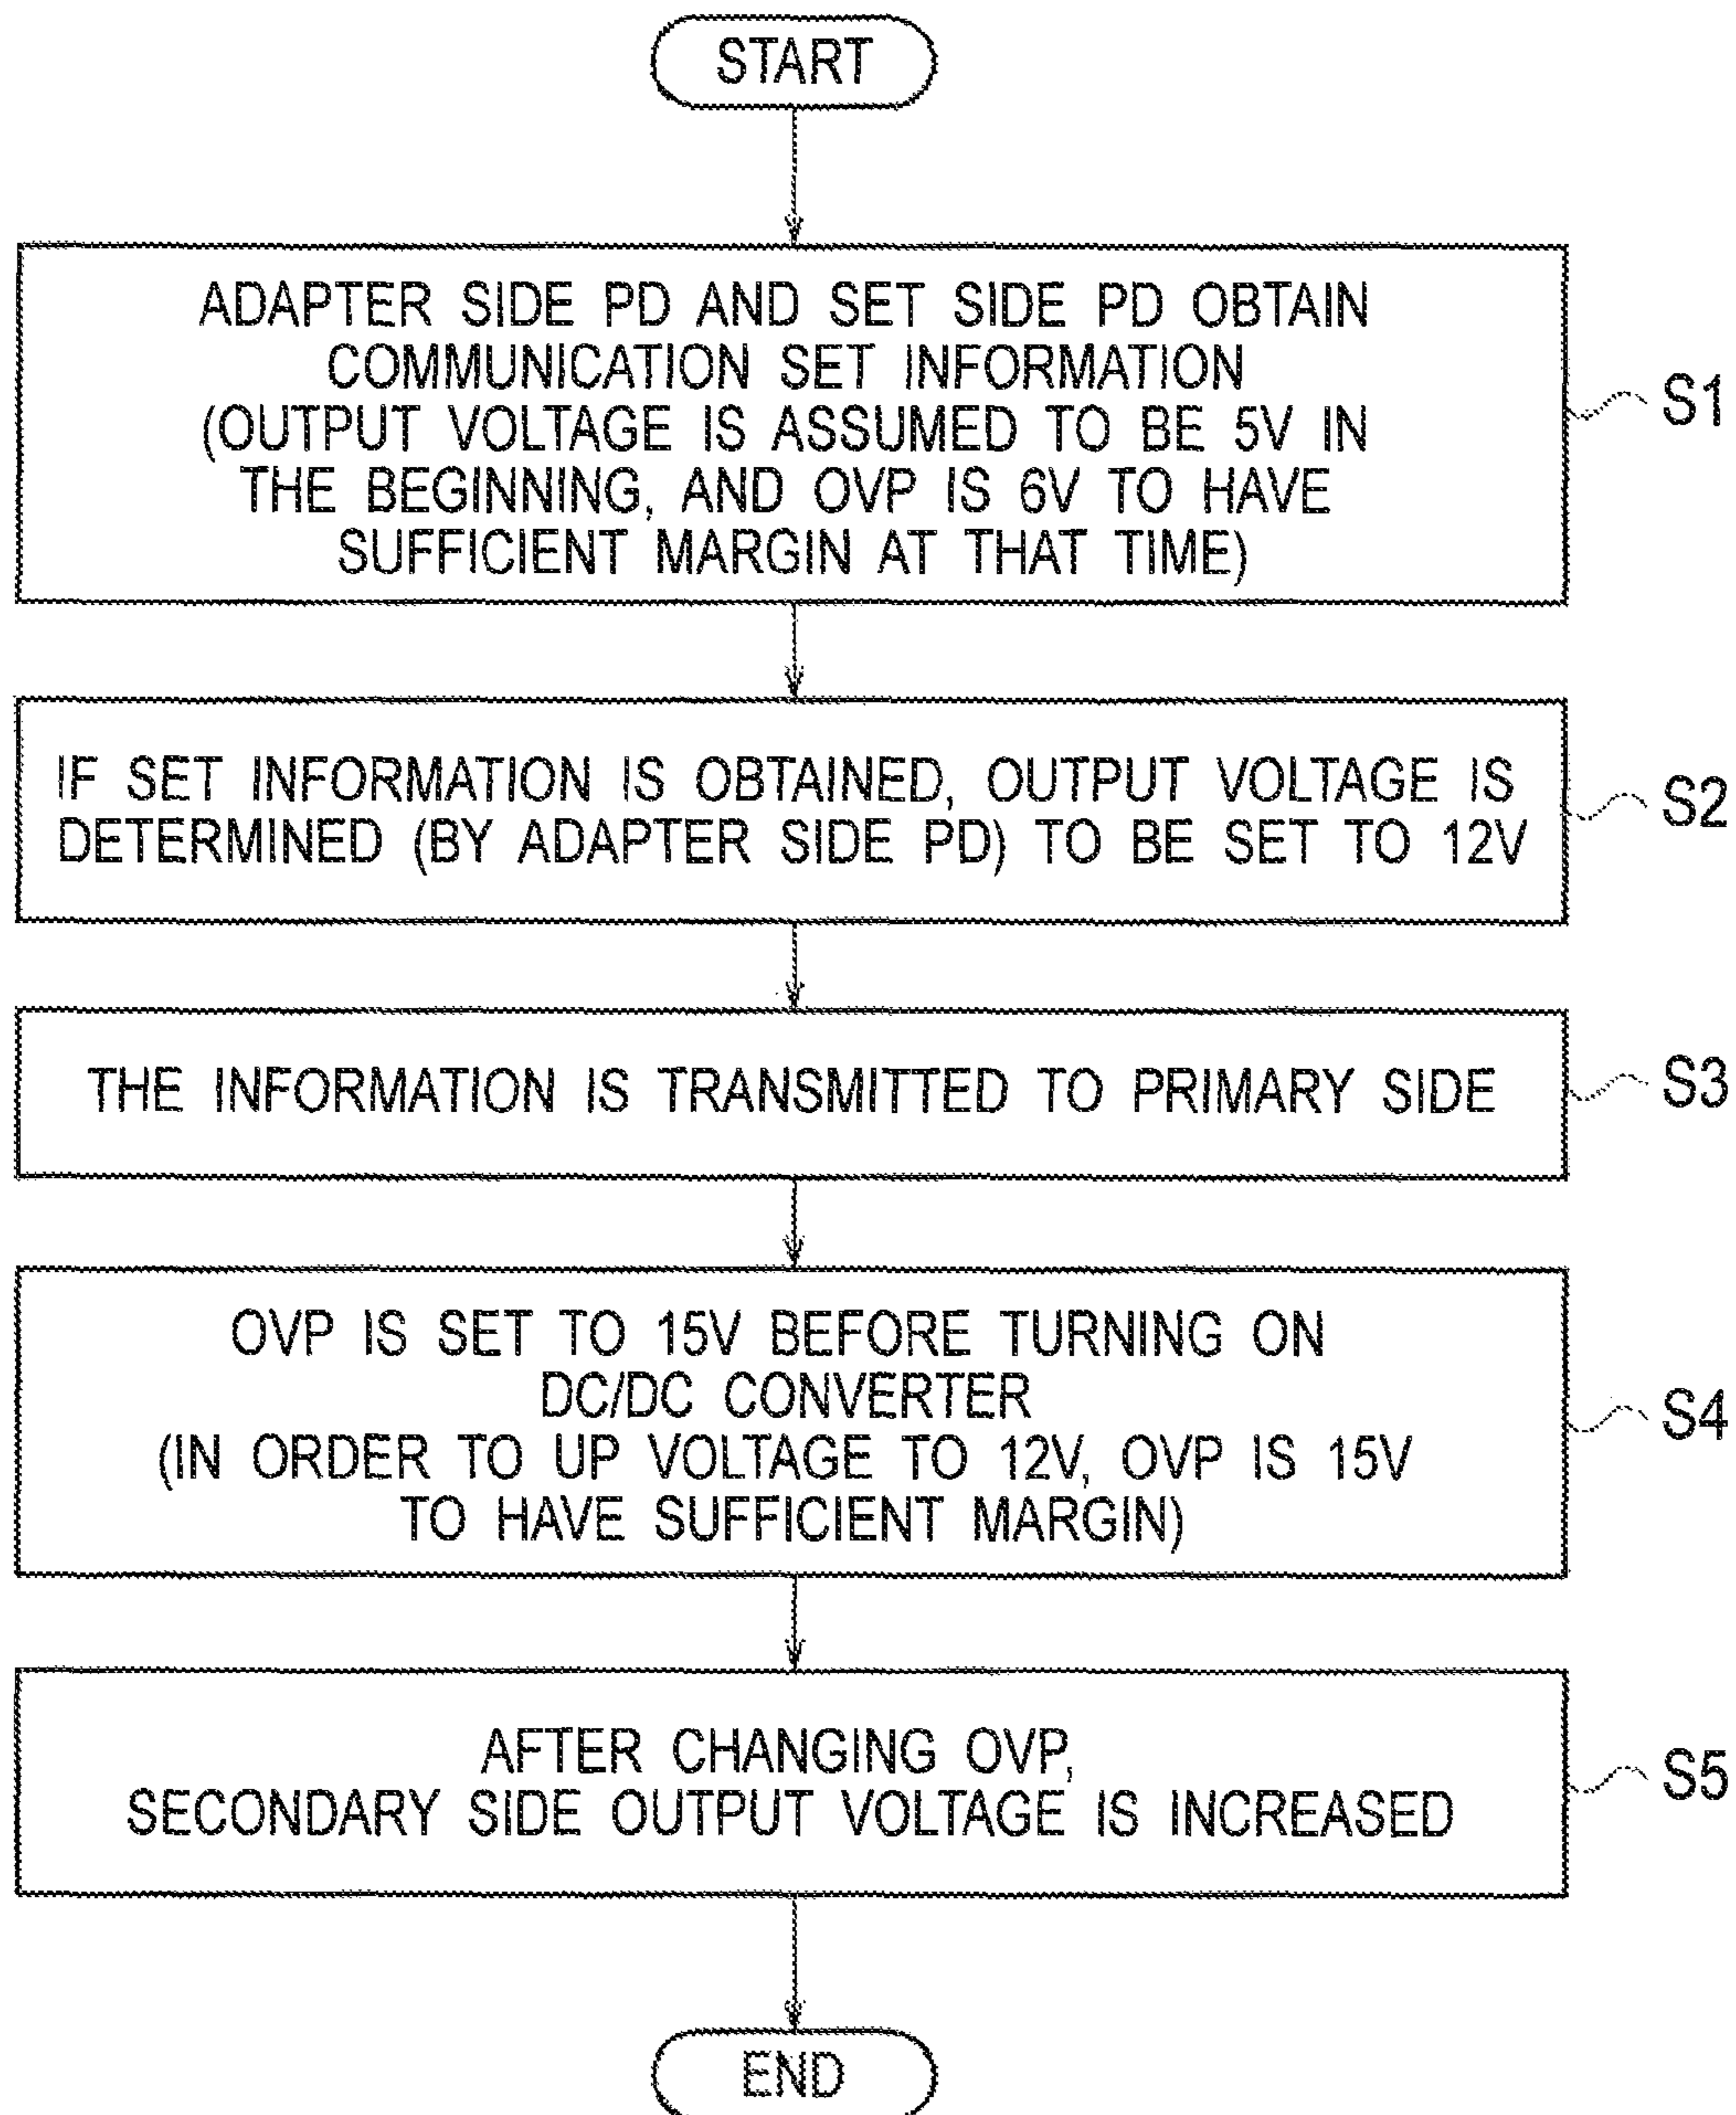 START
ADAPTER SIDE PD AND SET SIDE PD OBTAIN
COMMUNICATION SET INFORMATION
(OUTPUT VOLTAGE IS ASSUMED TO BE 5V IN
THE BEGINNING, AND OVP IS 6V TO HAVE
SUFFICIENT MARGIN AT THAT TIME)
S1
IF SET INFORMATION IS OBTAINED, OUTPUT VOLTAGE IS
DETERMINED (BY ADAPTER SIDE PD) TO BE SET TO 12V
S2
THE INFORMATION IS TRANSMITTED TO PRIMARY SIDE
S3
OVP IS SET TO 15V BEFORE TURNING ON
DC/DC CONVERTER
(IN ORDER TO UP VOLTAGE TO 12V, OVP IS 15V
TO HAVE SUFFICIENT MARGIN)
S4
AFTER CHANGING OVP,
SECONDARY SIDE OUTPUT VOLTAGE IS INCREASED
S5
END